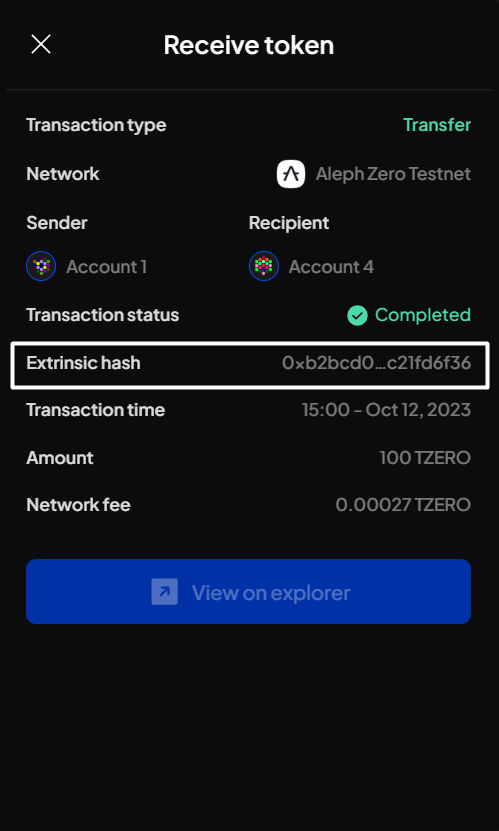 Receive token
Transaction type Transfer
Network Aleph Zero Testnet
Sender Recipient
Account 1 Account 4
Transaction status Completed
Extrinsic hash 0xb2bcd0...c21fd6f36
Transaction time 15:00 - Oct 12, 2023
Amount 100 TZERO
Network fee 0.00027 TZERO
View on explorer